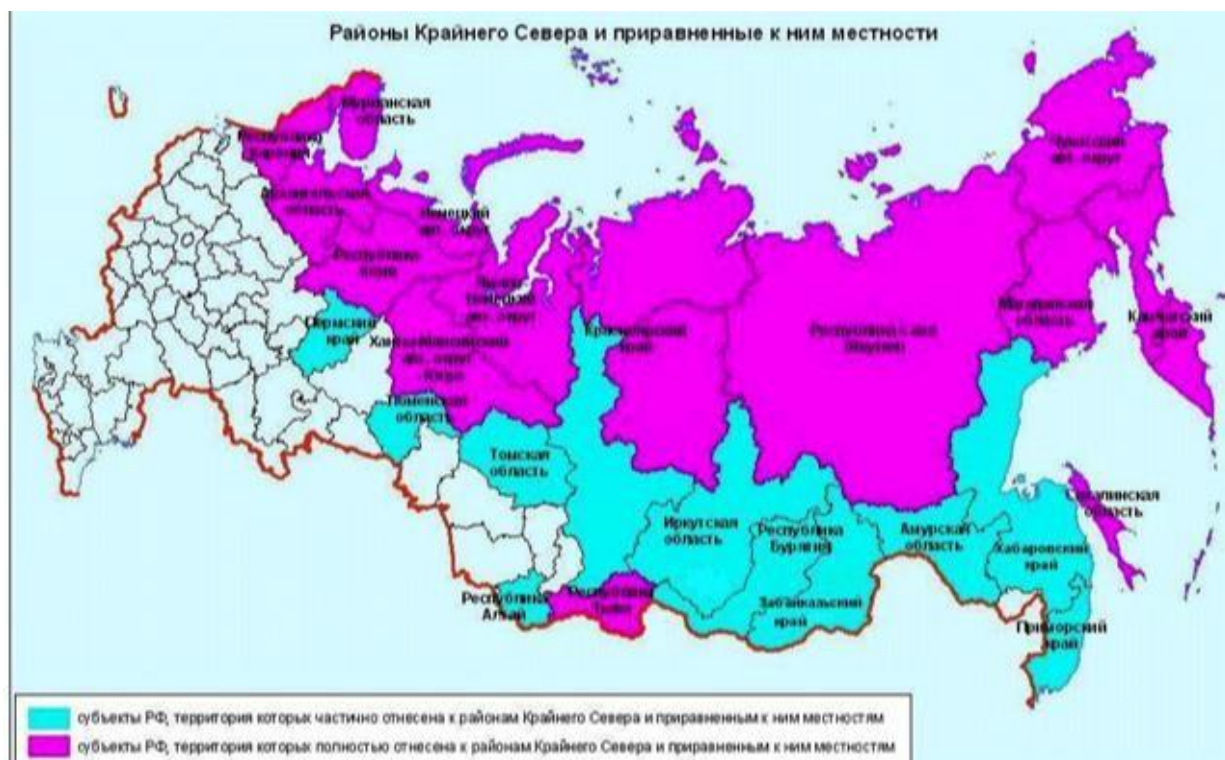 Районы Крайнего Севера и приравненные к ним местности
Мурманская
область
Республика
Карелия
Чукотский
авт. округ
Архангельская
область
Ненецкий
авт. округ
Республика
Коми
Ямало-
Ненецкий
авт. округ
Пермский
край
Ханты-Мансийский
авт. округ
Югра
Красноярский
край
Республика Саха
(Якутия)
Магаданская
область
Камчатский
край
Тюменская
область
Томская
область
Иркутская
область
Республика
Бурятия
Амурская
область
Сахалинская
область
Хабаровский
край
Республика
Алтай
Республика
Тыва
Забайкальский
край
Приморский
край
субъекты РФ, территория которых частично отнесена к районам Крайнего Севера и приравненным к ним местностям
субъекты РФ, территория которых полностью отнесена к районам Крайнего Севера и приравненным к ним местностям